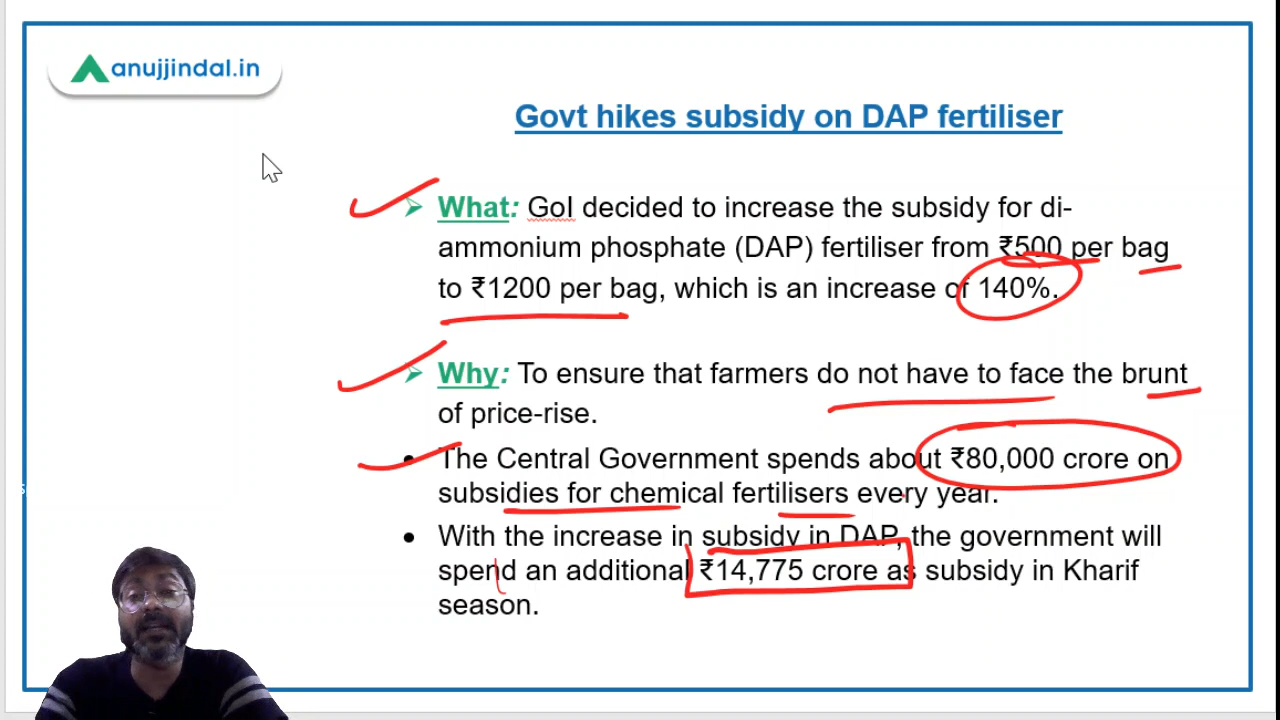 anujjindal.in
Govt hikes subsidy on DAP fertiliser
What: GoI decided to increase the subsidy for di-
ammonium phosphate (DAP) fertiliser from ₹500 per bag
to ₹1200 per bag, which is an increase of 140%.
Why: To ensure that farmers do not have to face the brunt
of price-rise.
The Central Government spends about ₹80,000 crore on
subsidies for chemical fertilisers every year.
With the increase in subsidy in DAP, the government will
spend an additional ₹14,775 crore as subsidy in Kharif
season.